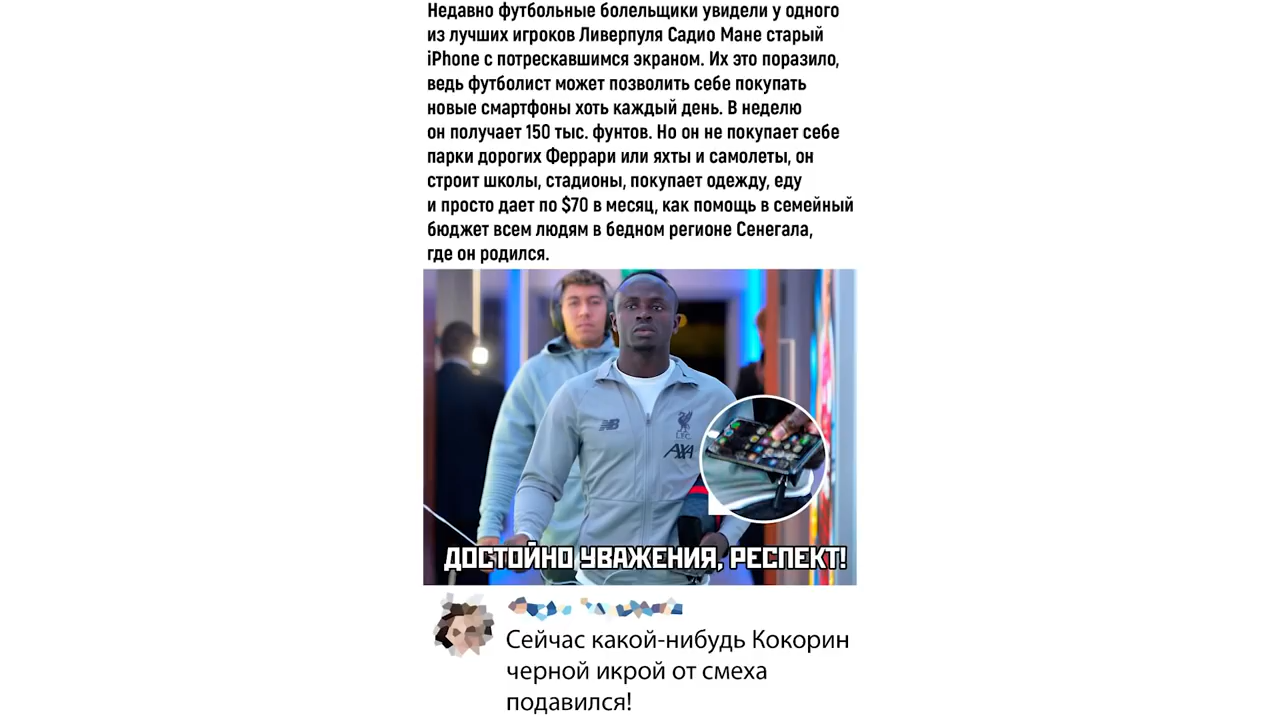 Недавно футбольные болельщики увидели у одного
из лучших игроков Ливерпуля Садио Мане старый
iPhone с потрескавшимся экраном. Их это поразило,
ведь футболист может позволить себе покупать
новые смартфоны хоть каждый день. В неделю
он получает 150 тыс. фунтов. Но он не покупает себе
парки дорогих Феррари или яхты и самолеты, он
строит школы, стадионы, покупает одежду, еду
и просто дает по $70 в месяц, как помощь в семейный
бюджет всем людям в бедном регионе Сенегала,
где он родился.
NB
L.F.C.
AXA
ДОСТОЙНО УВАЖЕНИЯ, РЕСПЕКТ!
Сейчас какой-нибудь Кокорин
черной икрой от смеха
подавился!